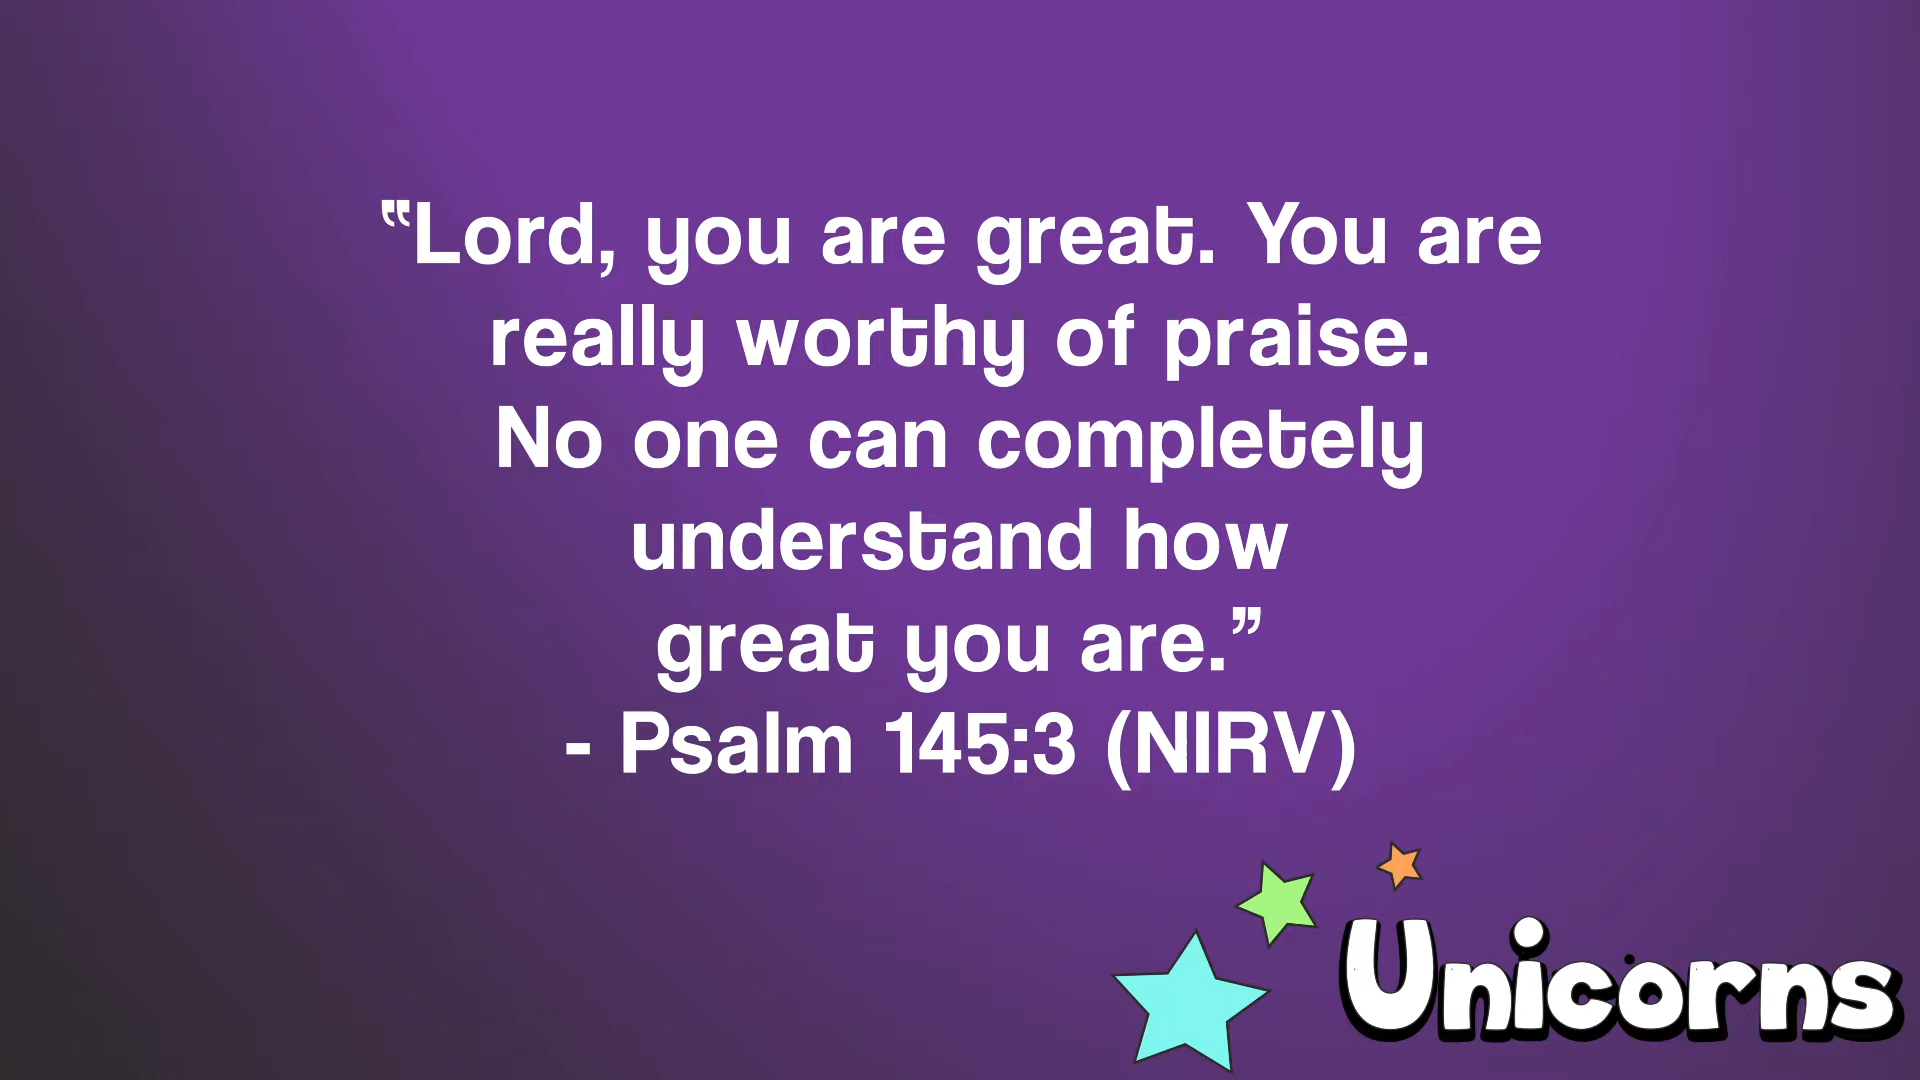 “Lord, you are great. You are
really worthy of praise.
No one can completely
understand how
great you are.”
- Psalm 145:3 (NIRV)
Unicorns